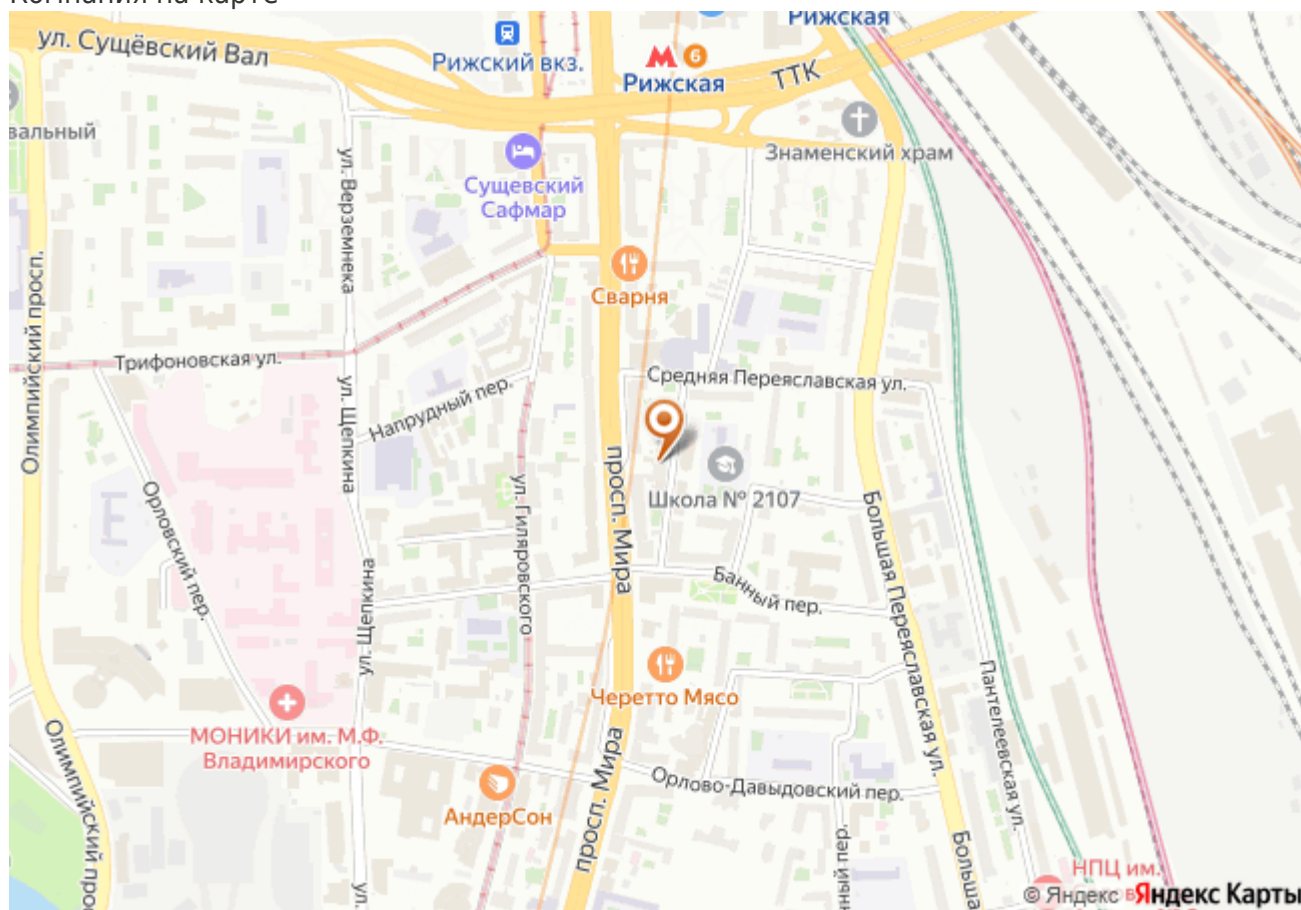 Компания на карте
Рижская
ул. Сущёвский Вал
Рижский вкз.
6
Рижская
ТТК
вальный
Знаменский храм
ул. Верземнека
Сущевский
Сафмар
Олимпийский просп.
Сварня
Трифоновская ул.
Средняя Переяславская ул.
Напрудный пер.
ул. Щепкина
просп. Мира
ул. Гиляровского
Школа № 2107
Орловский пер.
Большая Переяславская ул.
ул. Щепкина
Банный пер.
Черетто Мясо
Пантелеевская ул.
МОНИКИ им. М.Ф.
Владимирского
Олимпийский прос
просп. Мира
Орлово-Давыдовский пер.
АндерСон
ный пер.
Больша
ул.
НПЦ им.
© Яндекс Яндекс Карты